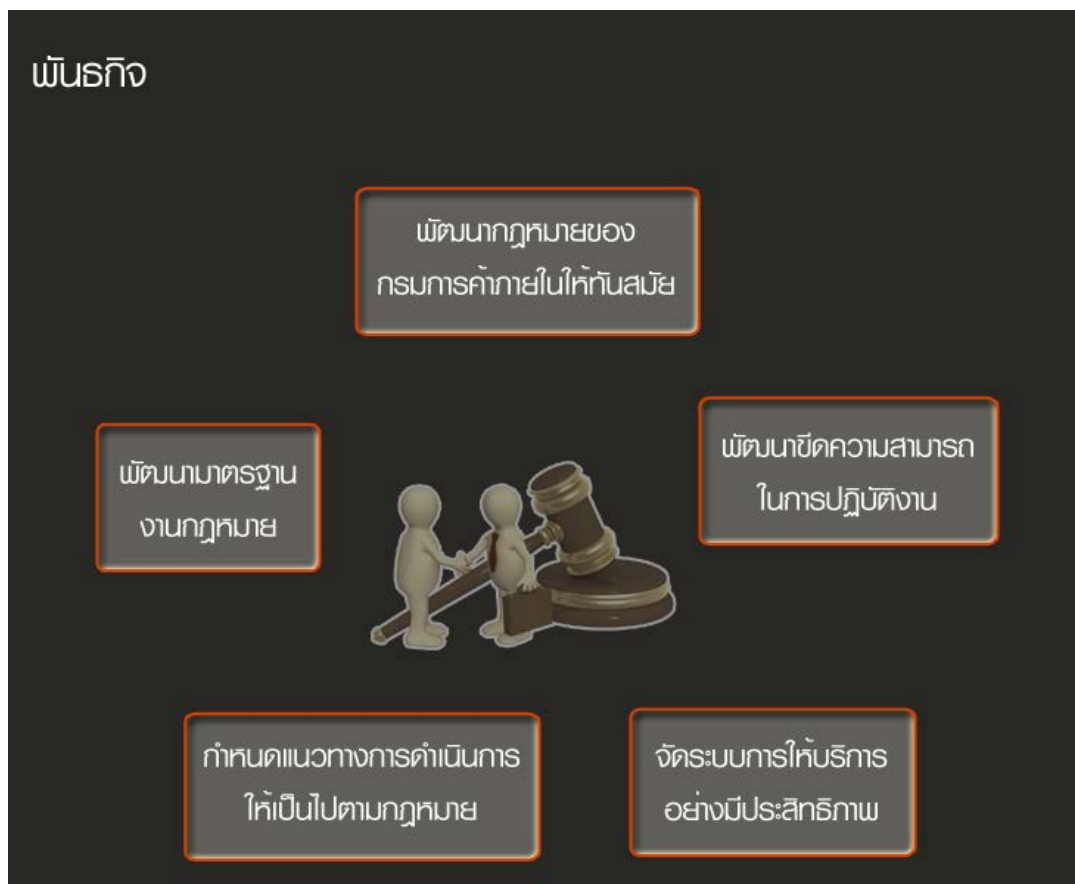 พันธกิจ
พัฒนากฎหมายของ
กรมการค้าภายในให้ทันสมัย
พัฒนามาตรฐาน
งานกฎหมาย
พัฒนาขีดความสามารถ
ในการปฏิบัติงาน
กำหนดแนวทางการดำเนินการ
ให้เป็นไปตามกฎหมาย
จัดระบบการให้บริการ
อย่างมีประสิทธิภาพ